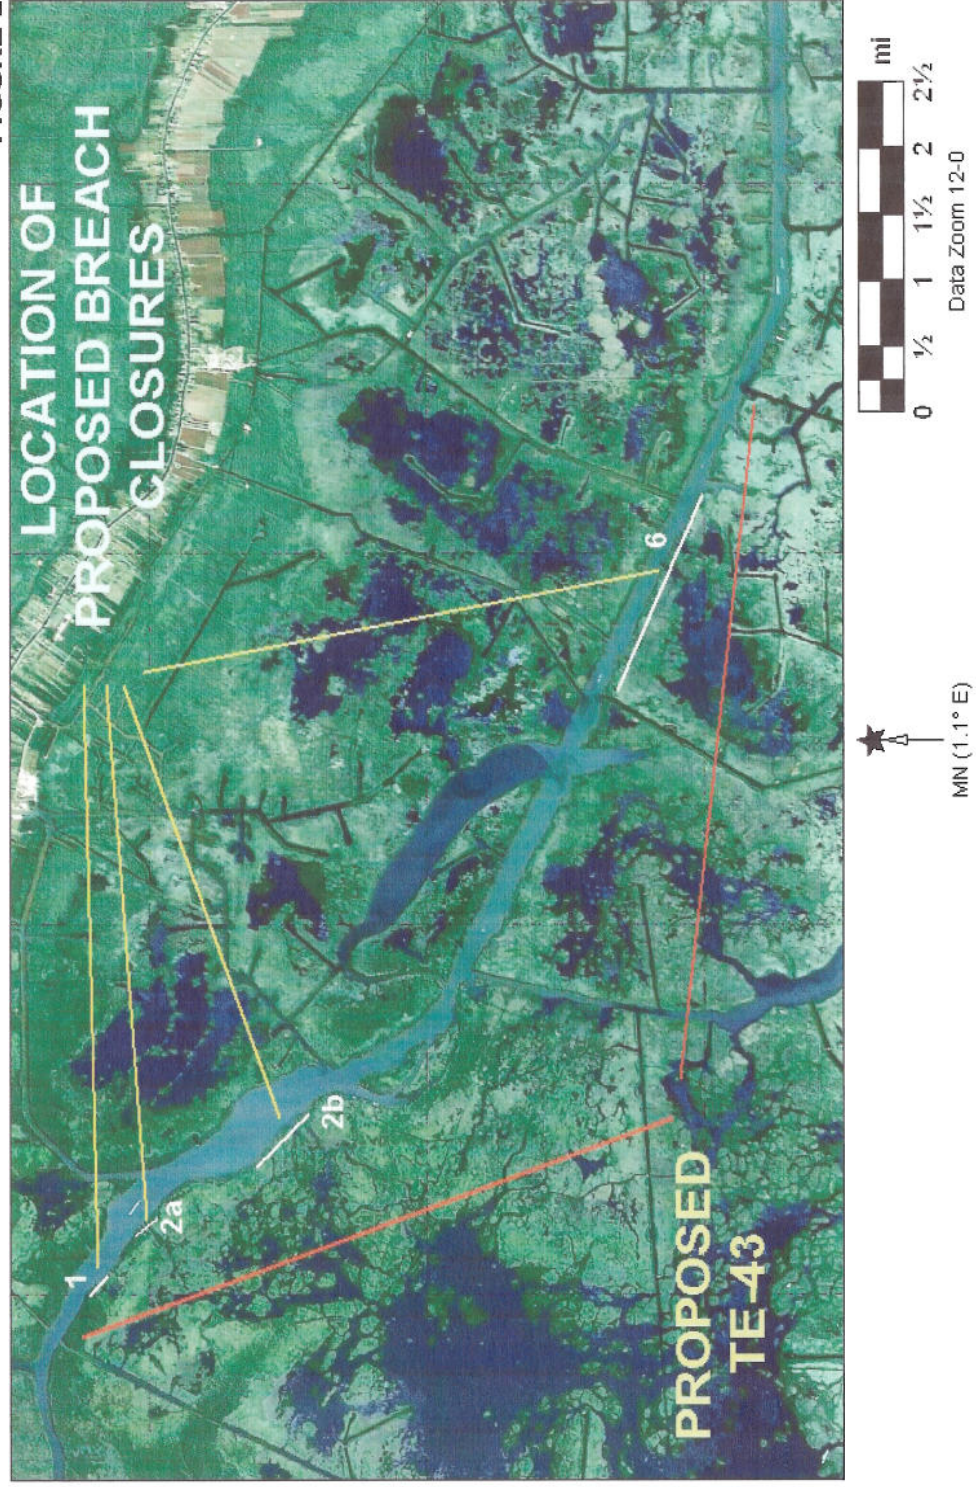 LOCATION OF
PROPOSED BREACH
CLOSURES
1
2a
2b
6
PROPOSED
TE-43
mi
0 ½ 1 1½ 2 2½
Data Zoom 12-0
MN (1.1° E)